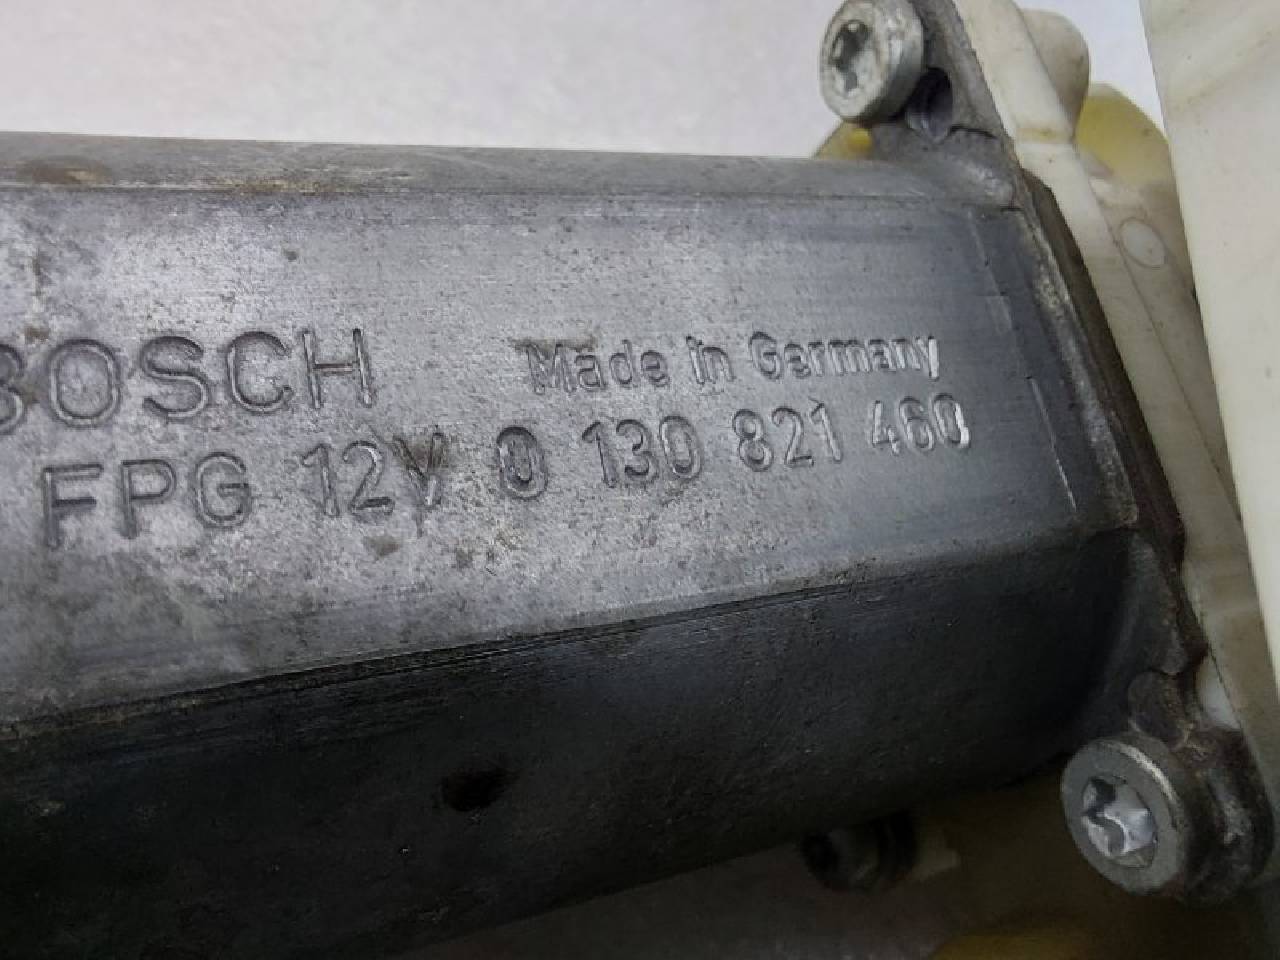 BOSCH
Made in Germany
FPG 12V 0 130 821 460